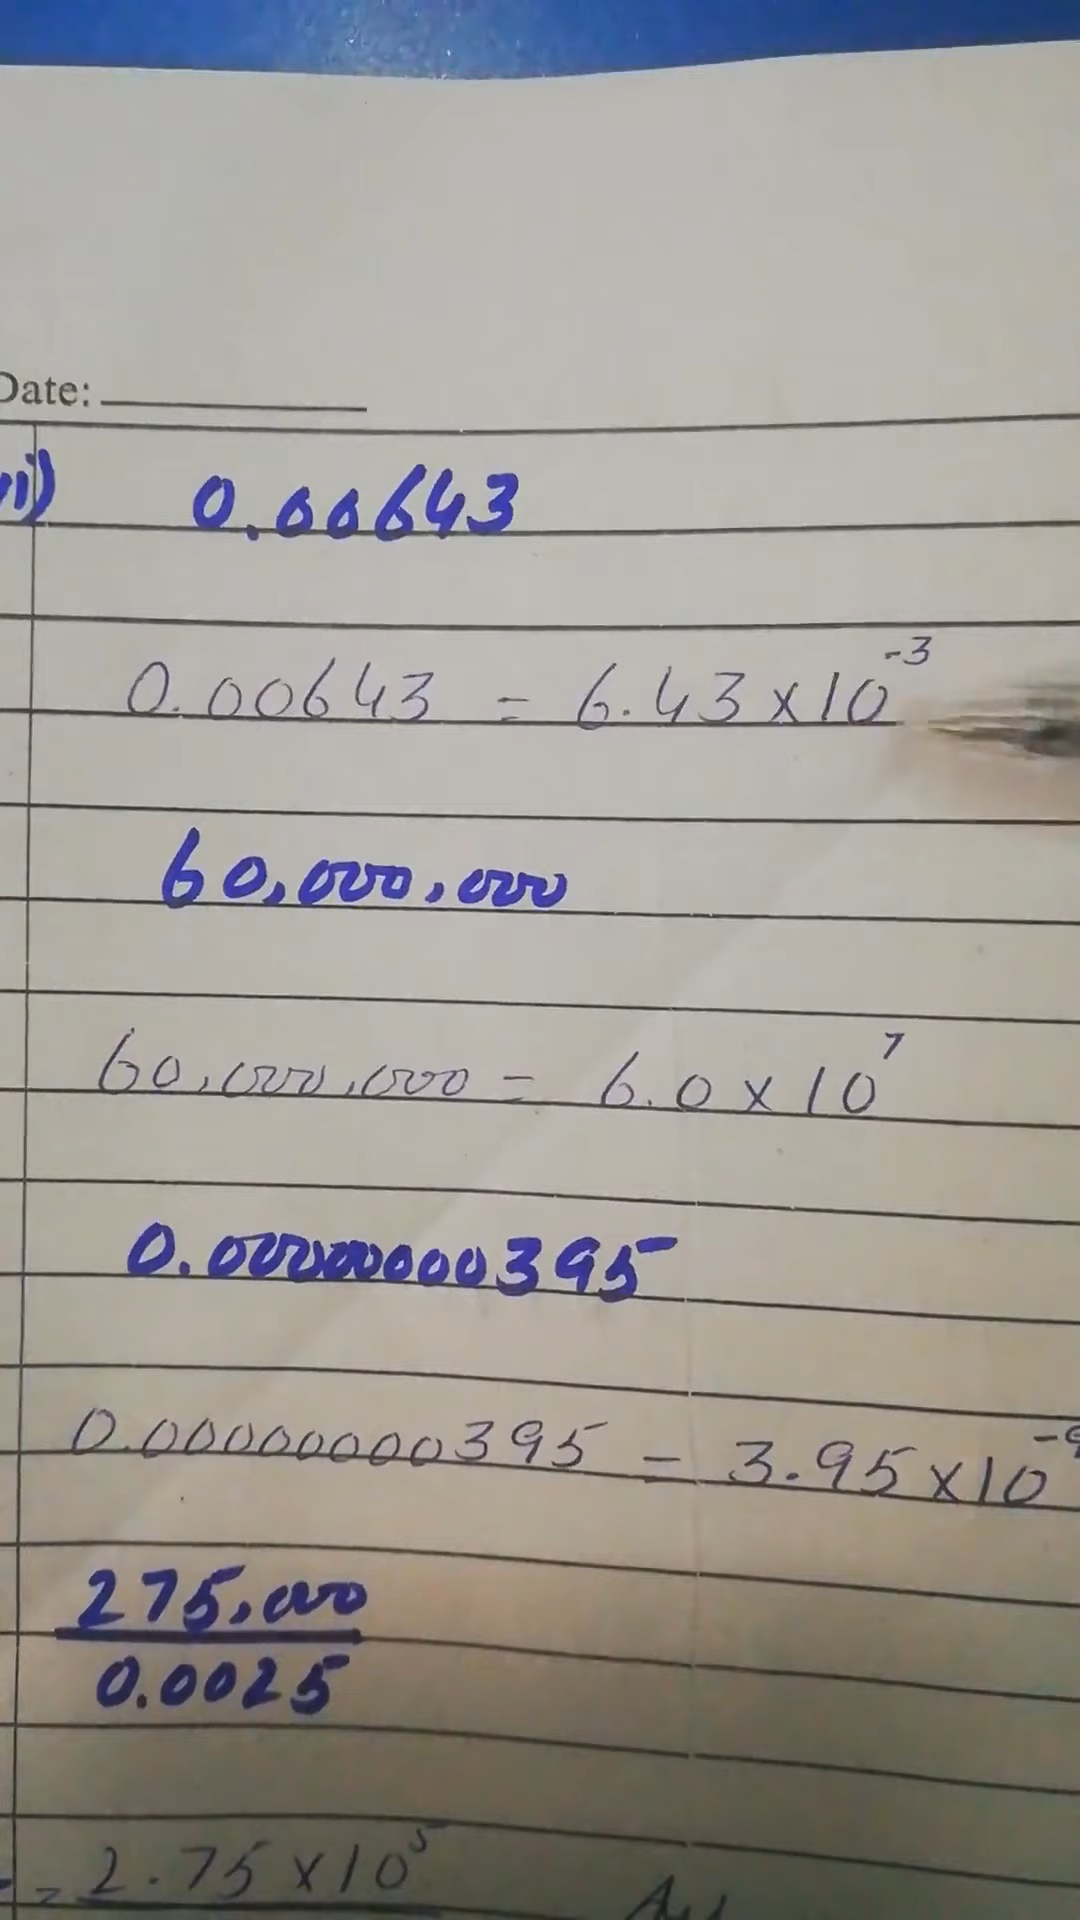 Date:
ii) 0.00643
0.00643 = 6.43 x 10⁻³
60,000,000
60,000,000 = 6.0 x 10⁷
0.00000000395
0.00000000395 = 3.95 x 10⁻⁹
275,000
0.0025
= 2.75 x 10⁵